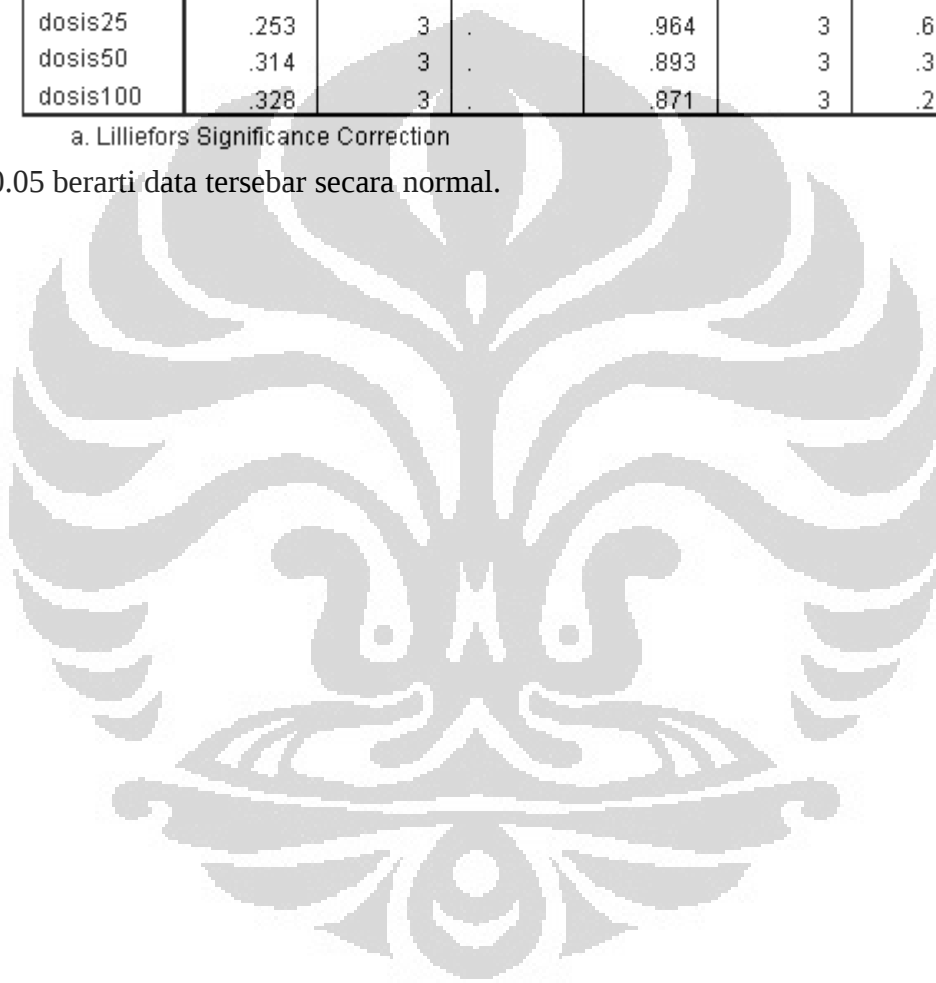 dosis25 .253 3 . .964 3 .6
dosis50 .314 3 . .893 3 .3
dosis100 .328 3 . .871 3 .2
a. Lilliefors Significance Correction
0.05 berarti data tersebar secara normal.